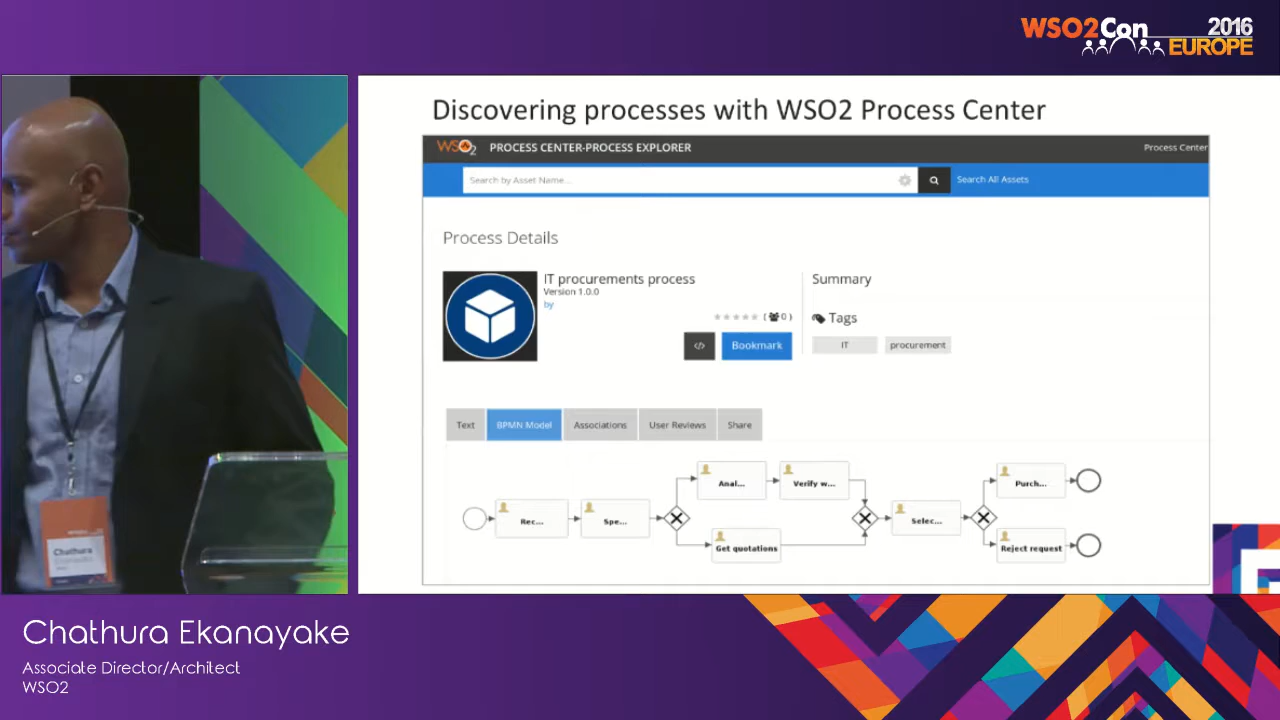 WSO2Con 2016
EUROPE
Discovering processes with WSO2 Process Center
WSO2 PROCESS CENTER-PROCESS EXPLORER
Process Center
Search by Asset Name...
Search All Assets
Process Details
IT procurements process
Version 1.0.0
by
( 0 )
</>
Bookmark
Summary
Tags
IT
procurement
Text
BPMN Model
Associations
User Reviews
Share
Anal...
Verify w...
Purch...
Rec...
Spe...
Selec...
Get quotations
Reject request
Chathura
Chathura Ekanayake
Associate Director/Architect
WSO2